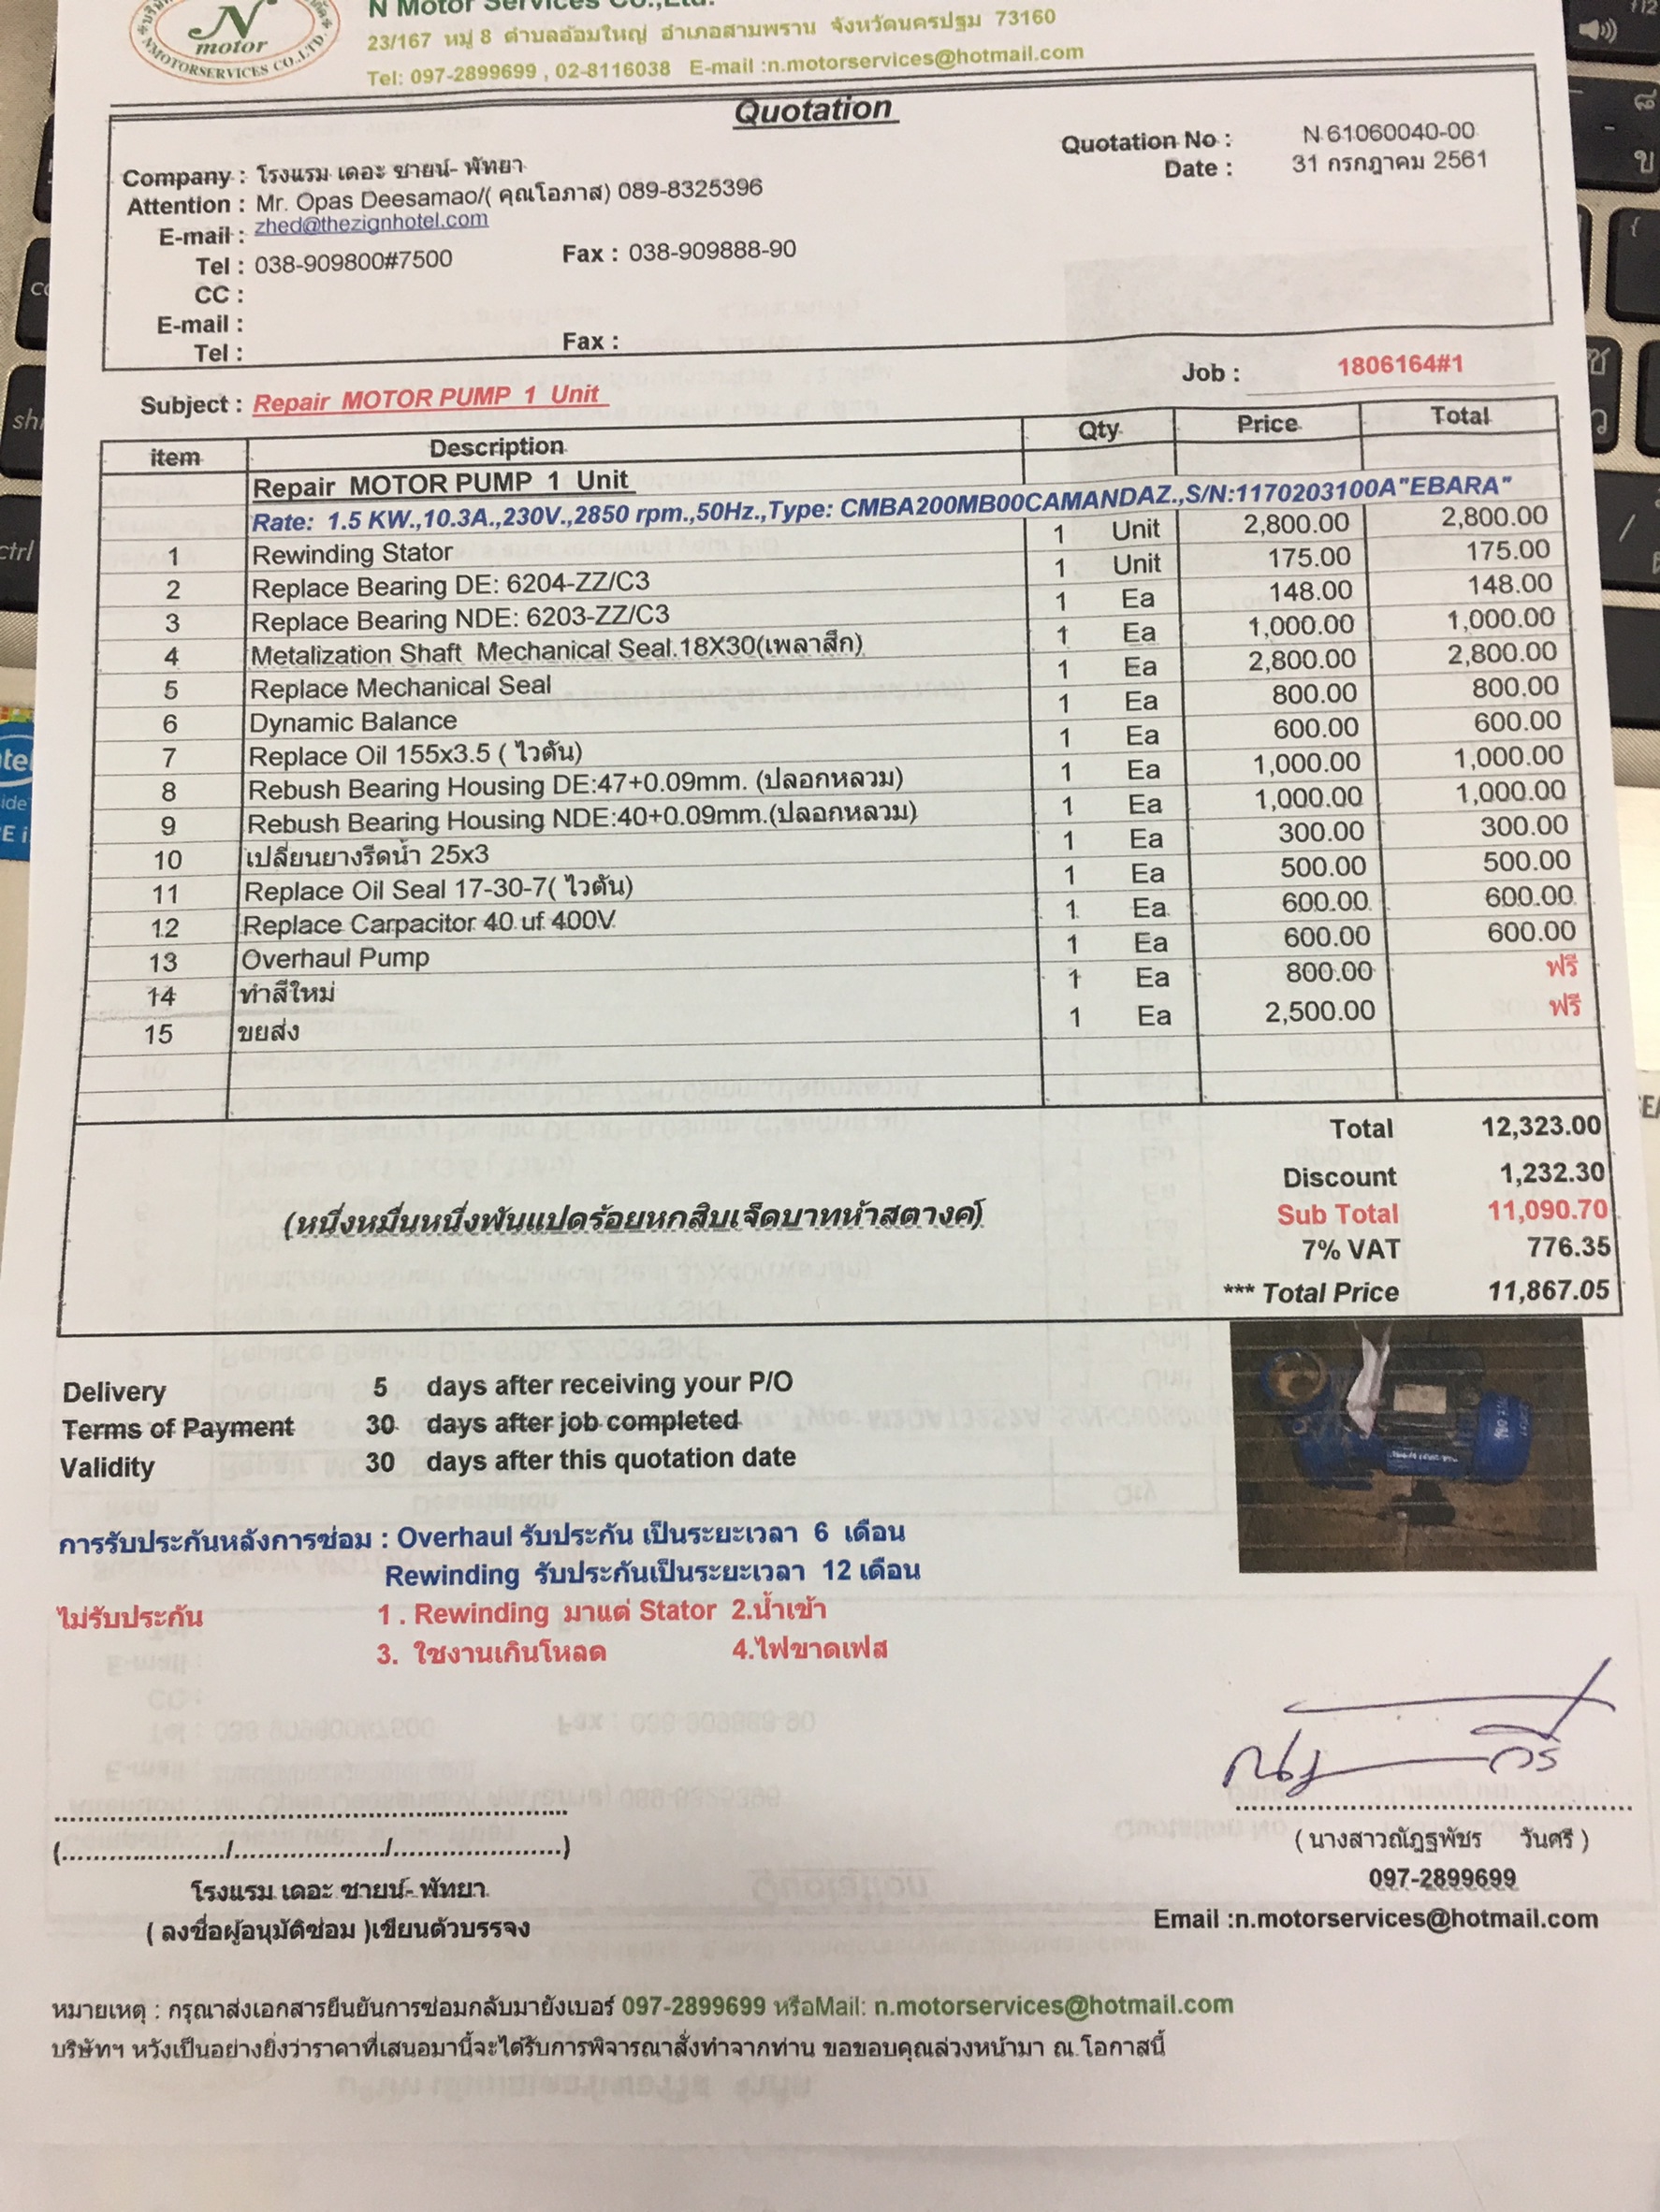 N Motor Services Co.,Ltd.
N
motor
NMOTORSERVICES CO.,LTD.
23/167 หมู่ 8 ตำบลอ้อมใหญ่ อำเภอสามพราน จังหวัดนครปฐม 73160
Tel: 097-2899699 , 02-8116038 E-mail :n.motorservices@hotmail.com
Quotation
Quotation No : N 61060040-00
Date : 31 กรกฎาคม 2561
Company : โรงแรม เดอะ ซายน์- พัทยา
Attention : Mr. Opas Deesamao/( คุณโอภาส) 089-8325396
E-mail : zhed@thezignhotel.com
Tel : 038-909800#7500 Fax : 038-909888-90
CC :
E-mail :
Tel : Fax :
Job : 1806164#1
Subject : Repair MOTOR PUMP 1 Unit
item Description Qty Price Total
Repair MOTOR PUMP 1 Unit
Rate: 1.5 KW.,10.3A.,230V.,2850 rpm.,50Hz.,Type: CMBA200MB00CAMANDAZ.,S/N:1170203100A"EBARA"
1 Rewinding Stator 1 Unit 2,800.00 2,800.00
2 Replace Bearing DE: 6204-ZZ/C3 1 Unit 175.00 175.00
3 Replace Bearing NDE: 6203-ZZ/C3 1 Ea 148.00 148.00
4 Metalization Shaft Mechanical Seal.18X30(เพลาสึก) 1 Ea 1,000.00 1,000.00
5 Replace Mechanical Seal 1 Ea 2,800.00 2,800.00
6 Dynamic Balance 1 Ea 800.00 800.00
7 Replace Oil 155x3.5 ( ไวตัน) 1 Ea 600.00 600.00
8 Rebush Bearing Housing DE:47+0.09mm. (ปลอกหลวม) 1 Ea 1,000.00 1,000.00
9 Rebush Bearing Housing NDE:40+0.09mm.(ปลอกหลวม) 1 Ea 1,000.00 1,000.00
10 เปลี่ยนยางรีดน้ำ 25x3 1 Ea 300.00 300.00
11 Replace Oil Seal 17-30-7( ไวตัน) 1 Ea 500.00 500.00
12 Replace Carpacitor 40 uf 400V 1 Ea 600.00 600.00
13 Overhaul Pump 1 Ea 600.00 600.00
14 ทำสีใหม่ 1 Ea 800.00 ฟรี
15 ขยส่ง 1 Ea 2,500.00 ฟรี
Total 12,323.00
Discount 1,232.30
(หนึ่งหมื่นหนึ่งพันแปดร้อยหกสิบเจ็ดบาทห้าสตางค์) Sub Total 11,090.70
7% VAT 776.35
*** Total Price 11,867.05
Delivery 5 days after receiving your P/O
Terms of Payment 30 days after job completed
Validity 30 days after this quotation date
การรับประกันหลังการซ่อม : Overhaul รับประกัน เป็นระยะเวลา 6 เดือน
Rewinding รับประกันเป็นระยะเวลา 12 เดือน
ไม่รับประกัน 1 . Rewinding มาแต่ Stator 2.น้ำเข้า
3. ใช้งานเกินโหลด 4.ไฟขาดเฟส
(...................../...................../.....................)
( นางสาวณัฎฐพัชร วันศรี )
โรงแรม เดอะ ซายน์- พัทยา 097-2899699
( ลงชื่อผู้อนุมัติซ่อม )เขียนตัวบรรจง Email :n.motorservices@hotmail.com
หมายเหตุ : กรุณาส่งเอกสารยืนยันการซ่อมกลับมายังเบอร์ 097-2899699 หรือMail: n.motorservices@hotmail.com
บริษัทฯ หวังเป็นอย่างยิ่งว่าราคาที่เสนอมานี้จะได้รับการพิจารณาสั่งทำจากท่าน ขอขอบคุณล่วงหน้ามา ณ โอกาสนี้